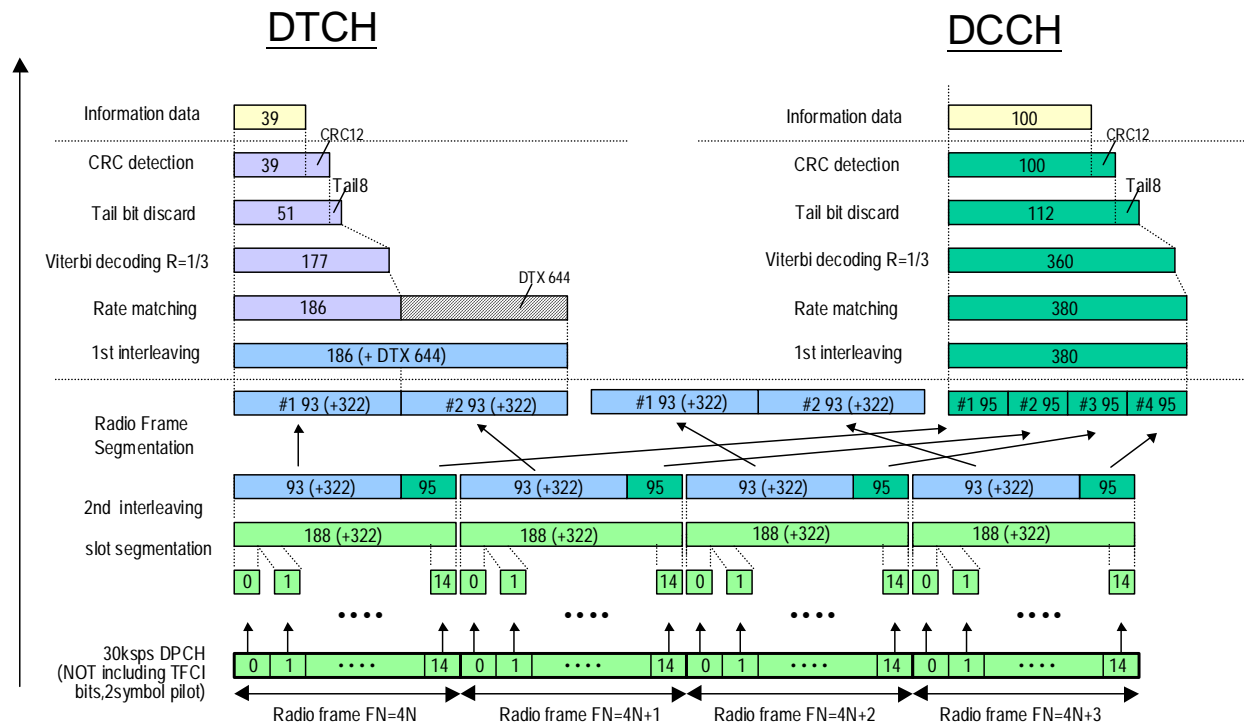 DTCH
DCCH
Information data
39
Information data
100
CRC12
CRC12
CRC detection
39
CRC detection
100
Tail8
Tail8
Tail bit discard
51
Tail bit discard
112
Viterbi decoding R=1/3
177
Viterbi decoding R=1/3
360
DTX 644
Rate matching
186
Rate matching
380
1st interleaving
186 (+ DTX 644)
1st interleaving
380
#1 93 (+322)
#2 93 (+322)
#1 93 (+322)
#2 93 (+322)
#1 95
#2 95
#3 95
#4 95
Radio Frame
Segmentation
93 (+322)
95
93 (+322)
95
93 (+322)
95
93 (+322)
95
2nd interleaving
188 (+322)
188 (+322)
188 (+322)
188 (+322)
slot segmentation
0
1
14
0
1
14
0
1
14
0
1
14
• • • •
• • • •
• • • •
• • • •
30ksps DPCH
(NOT including TFCI
bits,2symbol pilot)
0
1
• • • •
14
0
1
• • • •
14
0
1
• • • •
14
0
1
• • • •
14
Radio frame FN=4N
Radio frame FN=4N+1
Radio frame FN=4N+2
Radio frame FN=4N+3